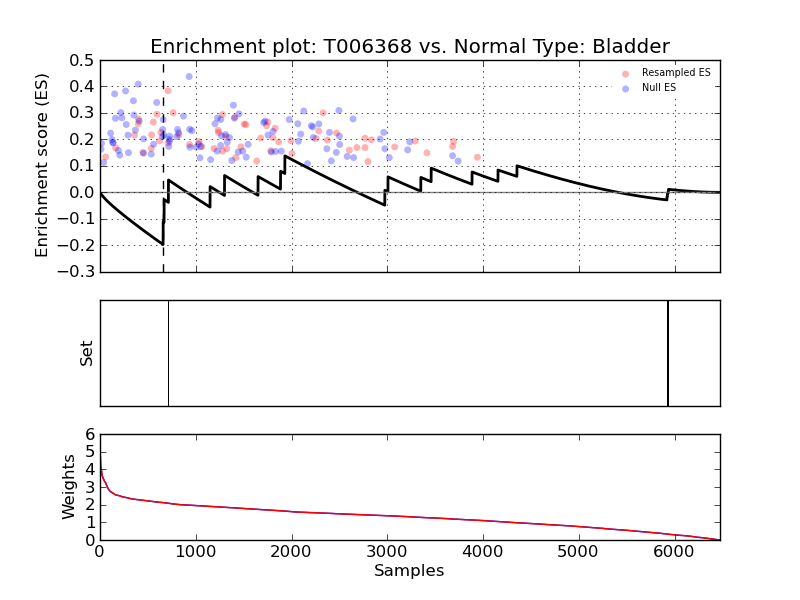 Enrichment plot: T006368 vs. Normal Type: Bladder
Enrichment score (ES)
0.5
0.4
0.3
0.2
0.1
0.0
−0.1
−0.2
−0.3
Resampled ES
Null ES
Set
Weights
6
5
4
3
2
1
0
0 1000 2000 3000 4000 5000 6000
Samples